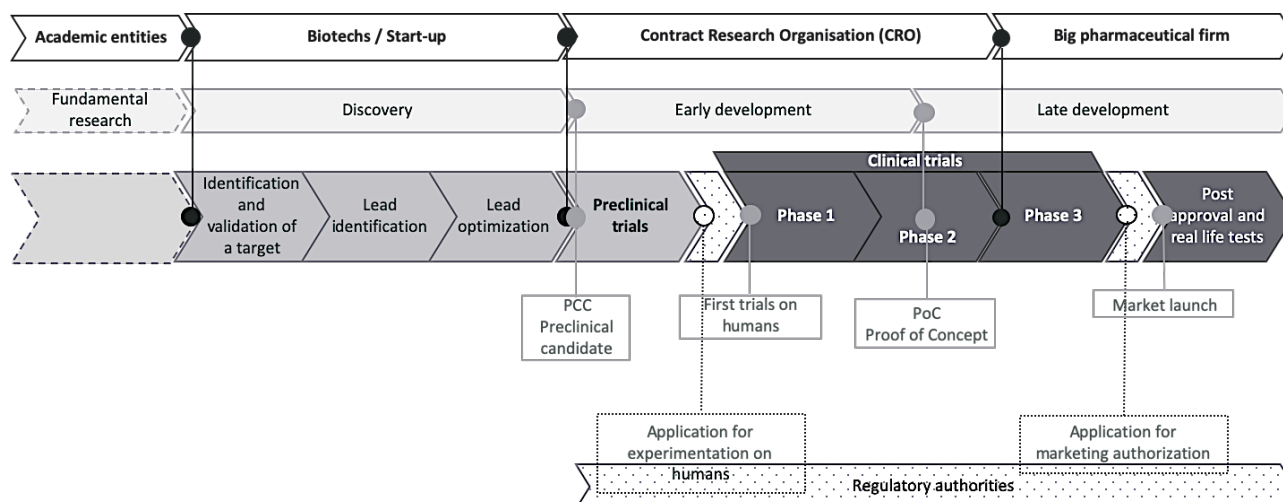 Academic entities
Biotechs / Start-up
Contract Research Organisation (CRO)
Big pharmaceutical firm
Fundamental
research
Discovery
Early development
Late development
Clinical trials
Identification
and
validation of
a target
Lead
identification
Lead
optimization
Preclinical
trials
Phase 1
Phase 2
Phase 3
Post
approval and
real life tests
PCC
Preclinical
candidate
First trials on
humans
PoC
Proof of Concept
Market launch
Application for
experimentation on
humans
Application for
marketing authorization
Regulatory authorities